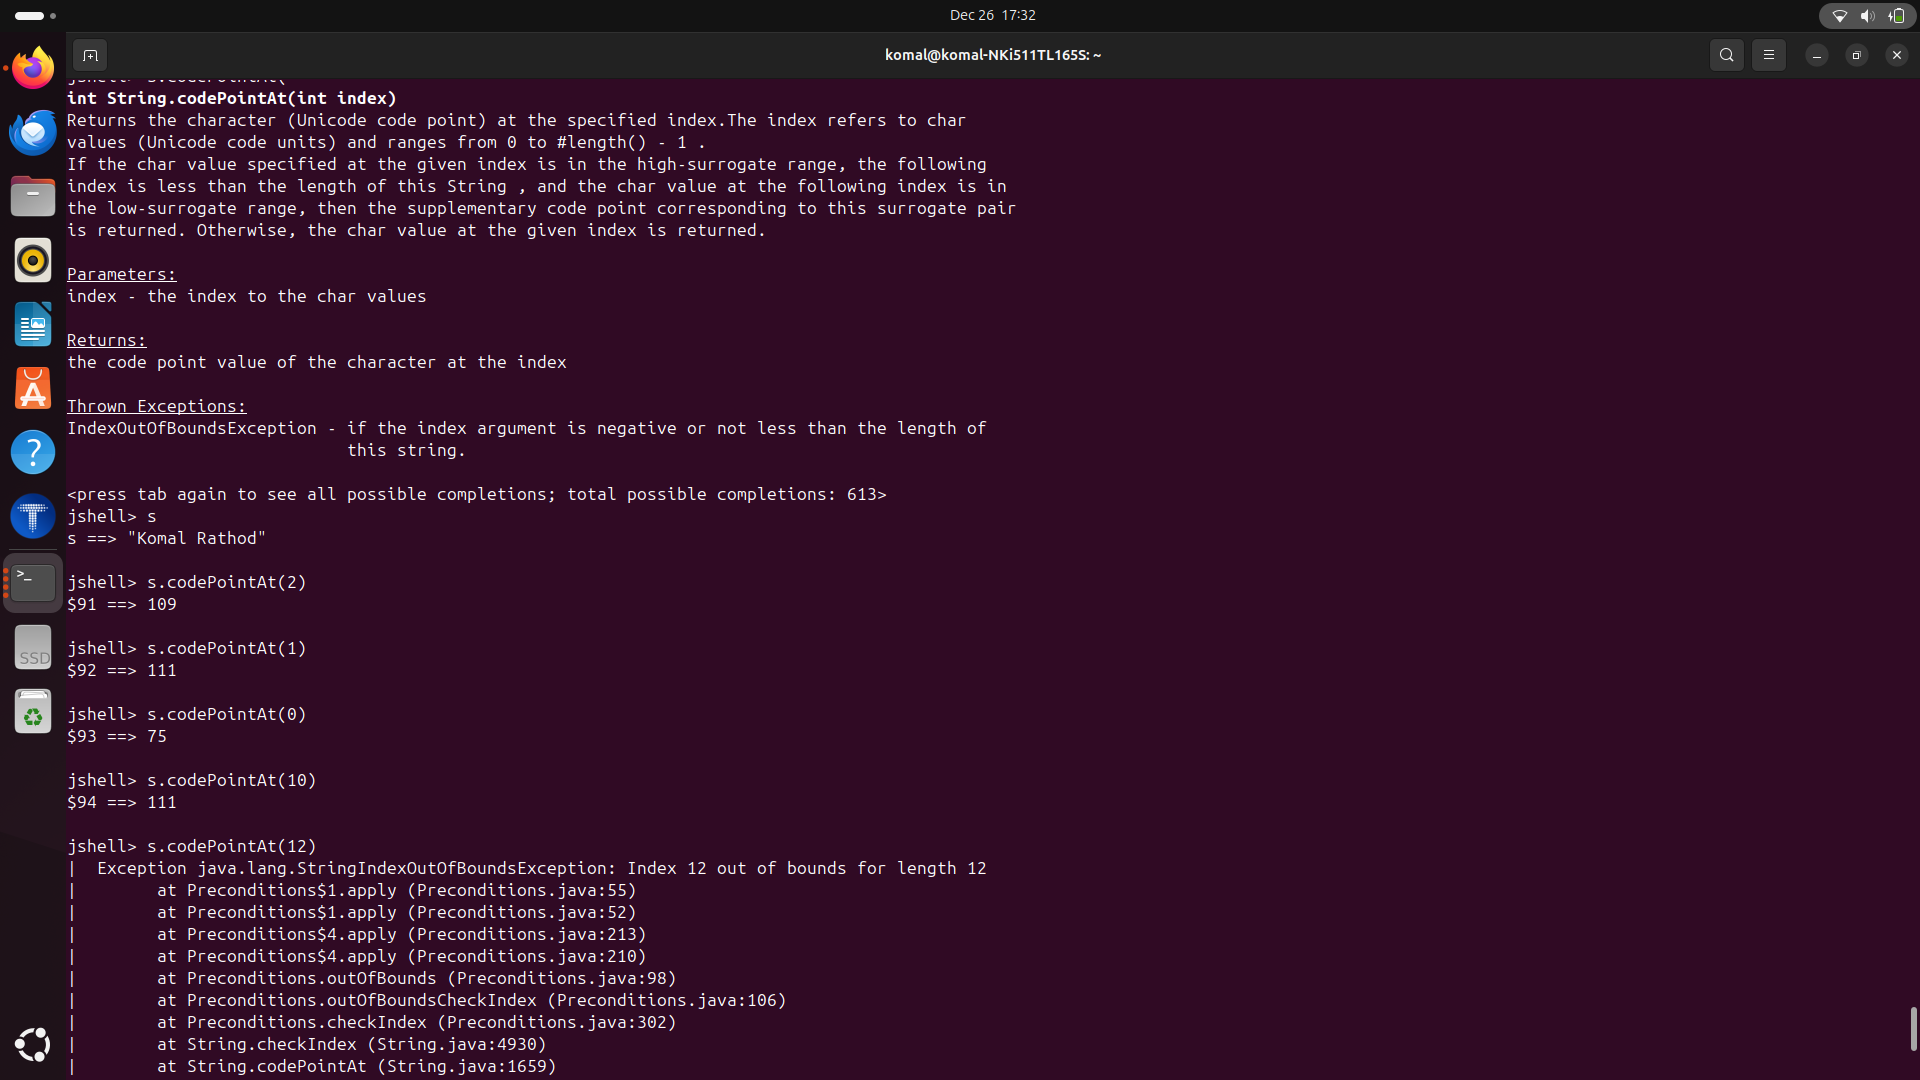 Dec 26 17:32
komal@komal-NKi511TL165S: ~
jshell> s.codePointAt(
int String.codePointAt(int index)
Returns the character (Unicode code point) at the specified index.The index refers to char
values (Unicode code units) and ranges from 0 to #length() - 1 .
If the char value specified at the given index is in the high-surrogate range, the following
index is less than the length of this String , and the char value at the following index is in
the low-surrogate range, then the supplementary code point corresponding to this surrogate pair
is returned. Otherwise, the char value at the given index is returned.
Parameters:
index - the index to the char values
Returns:
the code point value of the character at the index
Thrown Exceptions:
IndexOutOfBoundsException - if the index argument is negative or not less than the length of
this string.
<press tab again to see all possible completions; total possible completions: 613>
jshell> s
s ==> "Komal Rathod"
jshell> s.codePointAt(2)
$91 ==> 109
jshell> s.codePointAt(1)
$92 ==> 111
jshell> s.codePointAt(0)
$93 ==> 75
jshell> s.codePointAt(10)
$94 ==> 111
jshell> s.codePointAt(12)
|  Exception java.lang.StringIndexOutOfBoundsException: Index 12 out of bounds for length 12
|        at Preconditions$1.apply (Preconditions.java:55)
|        at Preconditions$1.apply (Preconditions.java:52)
|        at Preconditions$4.apply (Preconditions.java:213)
|        at Preconditions$4.apply (Preconditions.java:210)
|        at Preconditions.outOfBounds (Preconditions.java:98)
|        at Preconditions.outOfBoundsCheckIndex (Preconditions.java:106)
|        at Preconditions.checkIndex (Preconditions.java:302)
|        at String.checkIndex (String.java:4930)
|        at String.codePointAt (String.java:1659)
SSD